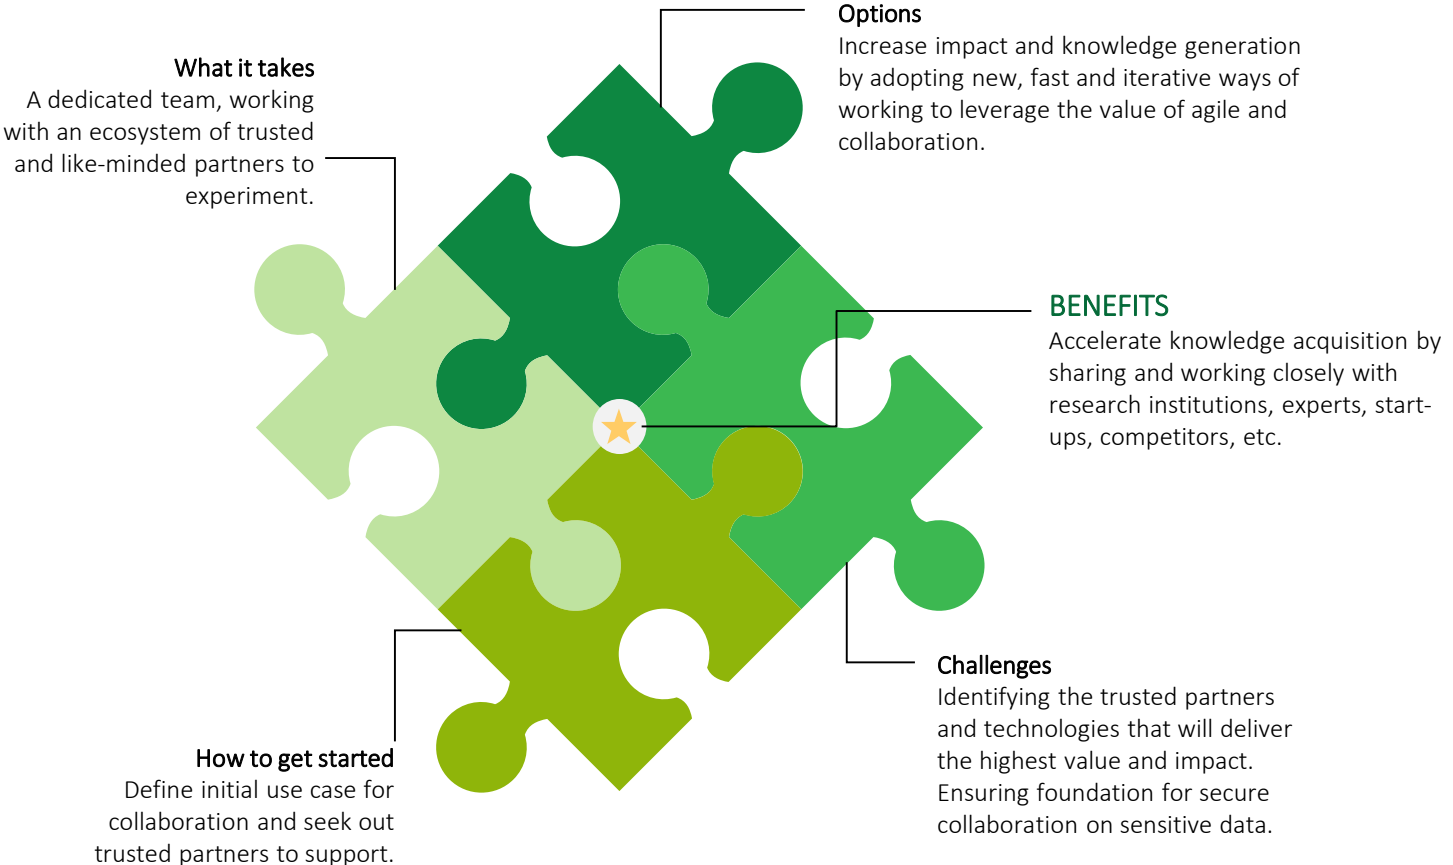 What it takes
A dedicated team, working
with an ecosystem of trusted
and like-minded partners to
experiment.
Options
Increase impact and knowledge generation
by adopting new, fast and iterative ways of
working to leverage the value of agile and
collaboration.
BENEFITS
Accelerate knowledge acquisition by
sharing and working closely with
research institutions, experts, start-
ups, competitors, etc.
How to get started
Define initial use case for
collaboration and seek out
trusted partners to support.
Challenges
Identifying the trusted partners
and technologies that will deliver
the highest value and impact.
Ensuring foundation for secure
collaboration on sensitive data.